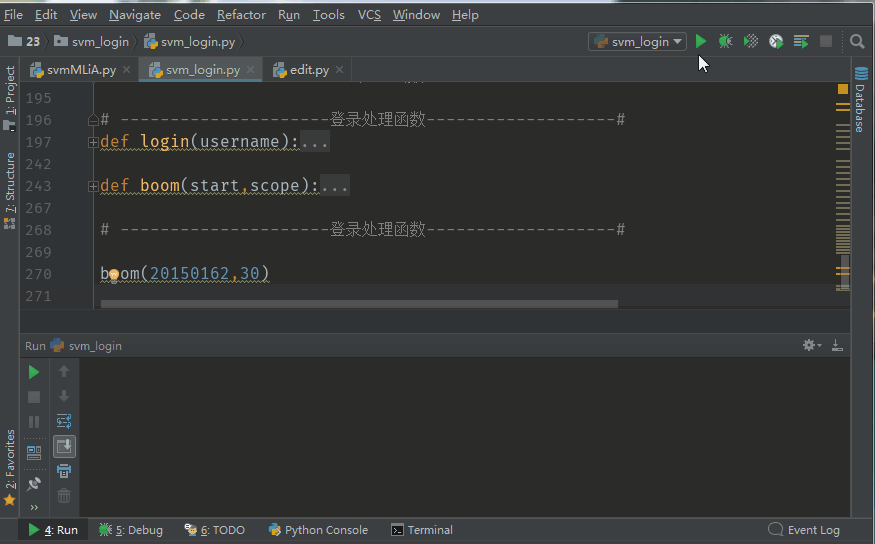 File Edit View Navigate Code Refactor Run Tools VCS Window Help
23 svm_login svm_login.py svm_login
svmMLiA.py svm_login.py edit.py
1: Project
7: Structure
2: Favorites
Database
195
196 # ---------------------登录处理函数-------------------#
197 def login(username):...
242
243 def boom(start,scope):...
267
268 # ---------------------登录处理函数-------------------#
269
270 boom(20150162,30)
271
Run svm_login
4: Run 5: Debug 6: TODO Python Console Terminal Event Log